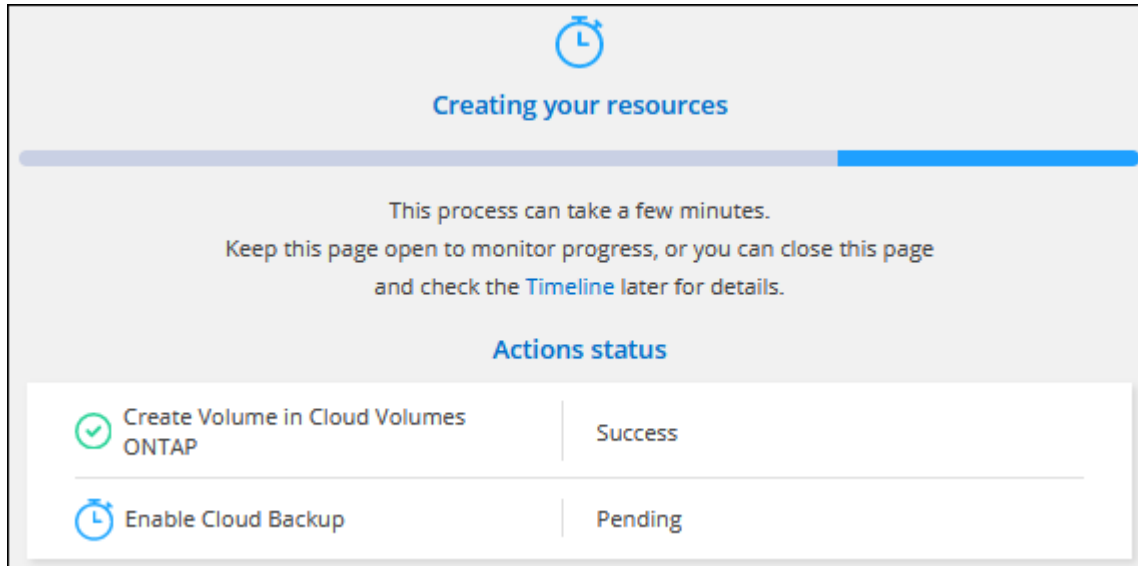 Creating your resources
This process can take a few minutes.
Keep this page open to monitor progress, or you can close this page
and check the Timeline later for details.
Actions status
Create Volume in Cloud Volumes
ONTAP
Success
Enable Cloud Backup
Pending